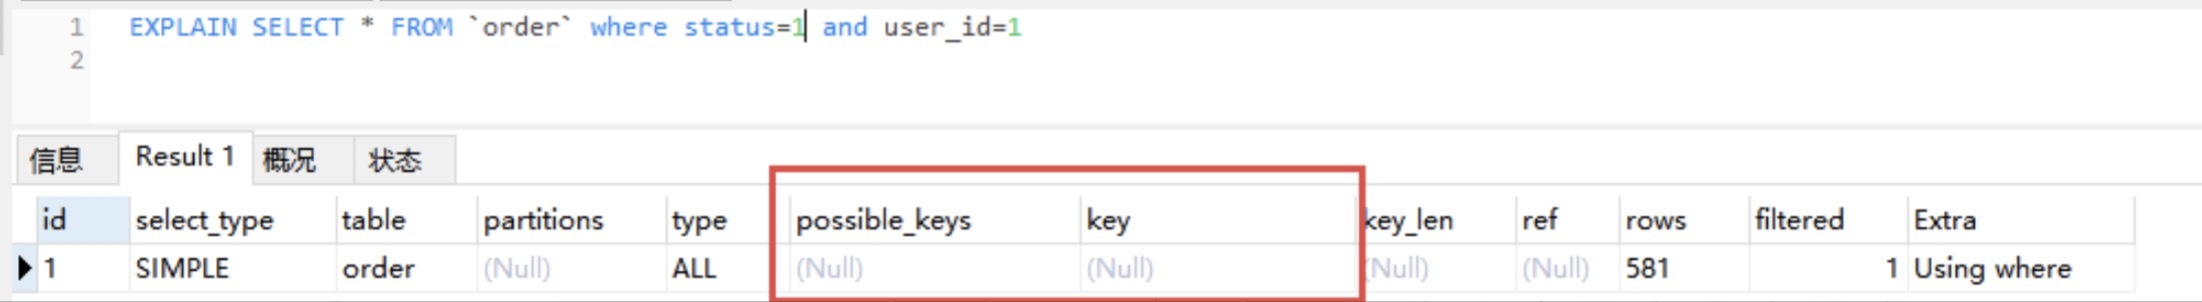 1 EXPLAIN SELECT * FROM `order` where status=1 and user_id=1
2
信息 Result 1 概况 状态
id select_type table partitions type possible_keys key key_len ref rows filtered Extra
1 SIMPLE order (Null) ALL (Null) (Null) (Null) (Null) 581 1 Using where